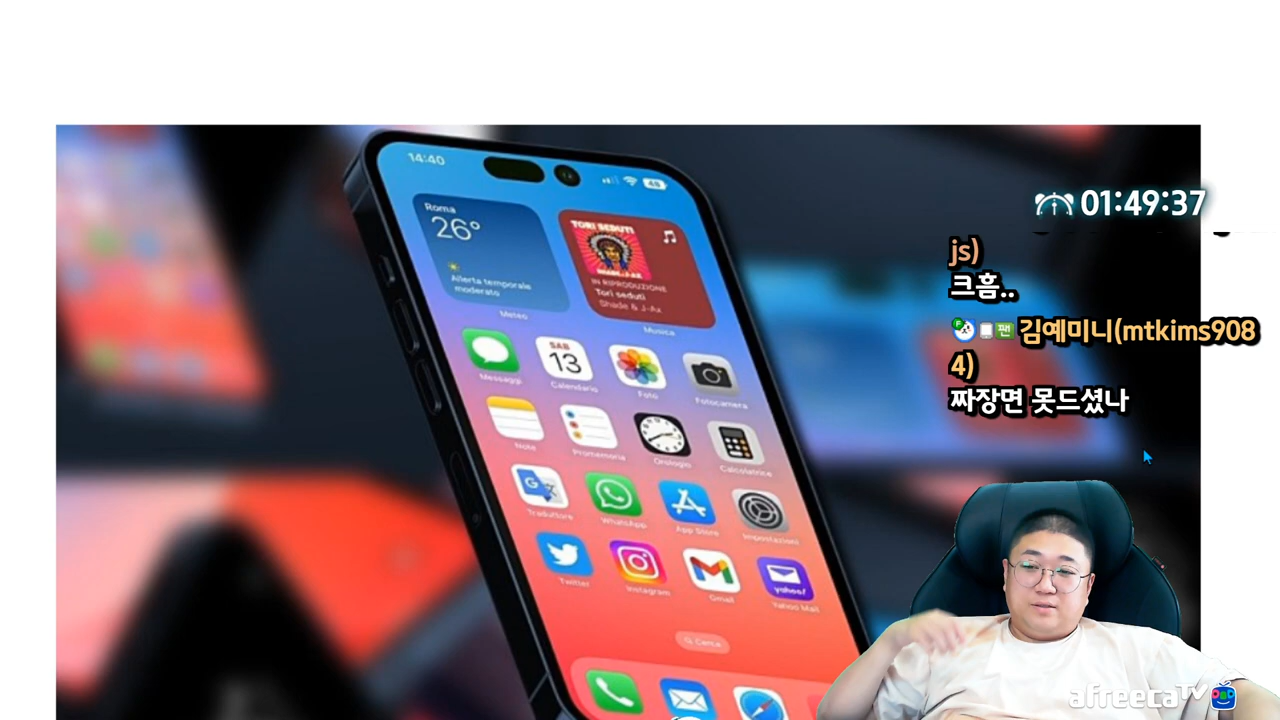 14:40
48
Roma
26°
Allerta temporale
moderato
Meteo
TORI SEDUTI
IN RIPRODUZIONE
Tori seduti
Shade & J-Ax
Musica
SAB
13
Messaggi
Calendario
Foto
Fotocamera
Note
Promemoria
Orologio
Calcolatrice
G
Traduttore
WhatsApp
App Store
Impostazioni
yahoo!
Twitter
Instagram
Gmail
Yahoo Mail
Cerca
01:49:37
js)
크흠..
F
팬
김예미니(mtkims908
4)
짜장면 못드셨나
afreecaTV